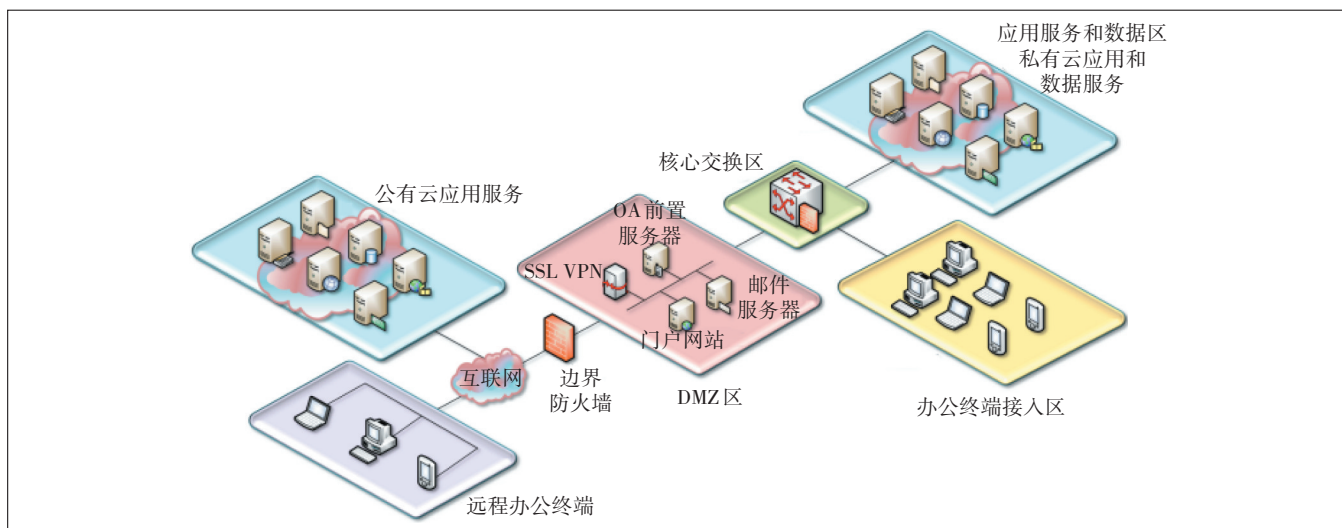 应用服务和数据区
私有云应用和
数据服务
核心交换区
公有云应用服务
OA前置
服务器
SSL VPN
邮件
服务器
门户网站
互联网
边界
防火墙
DMZ区
办公终端接入区
远程办公终端